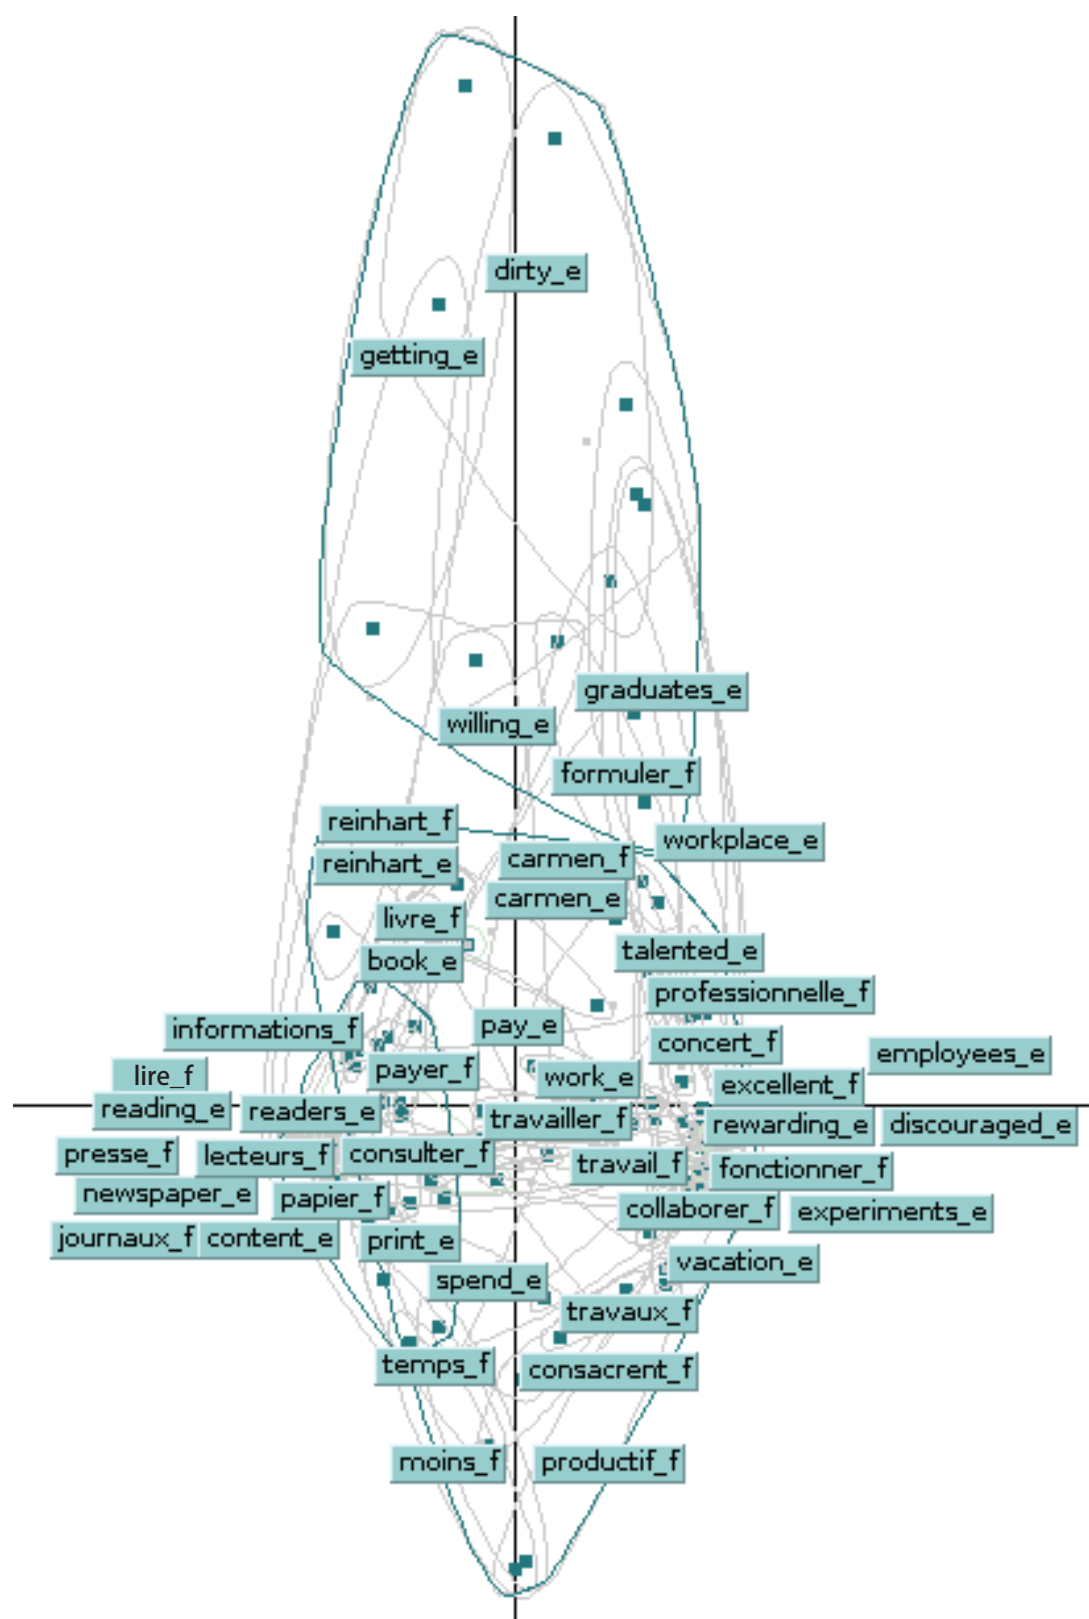 dirty_e
getting_e
graduates_e
willing_e
formuler_f
reinhart_f
workplace_e
carmen_f
reinhart_e
carmen_e
livre_f
talented_e
book_e
professionnelle_f
informations_f
pay_e
concert_f
employees_e
payer_f
lire_f
work_e
excellent_f
reading_e
readers_e
travailler_f
rewarding_e
discouraged_e
presse_f
lecteurs_f
consulter_f
travail_f
fonctionner_f
newspaper_e
papier_f
collaborer_f
experiments_e
journaux_f
content_e
print_e
vacation_e
spend_e
travaux_f
temps_f
consacrent_f
moins_f
productif_f